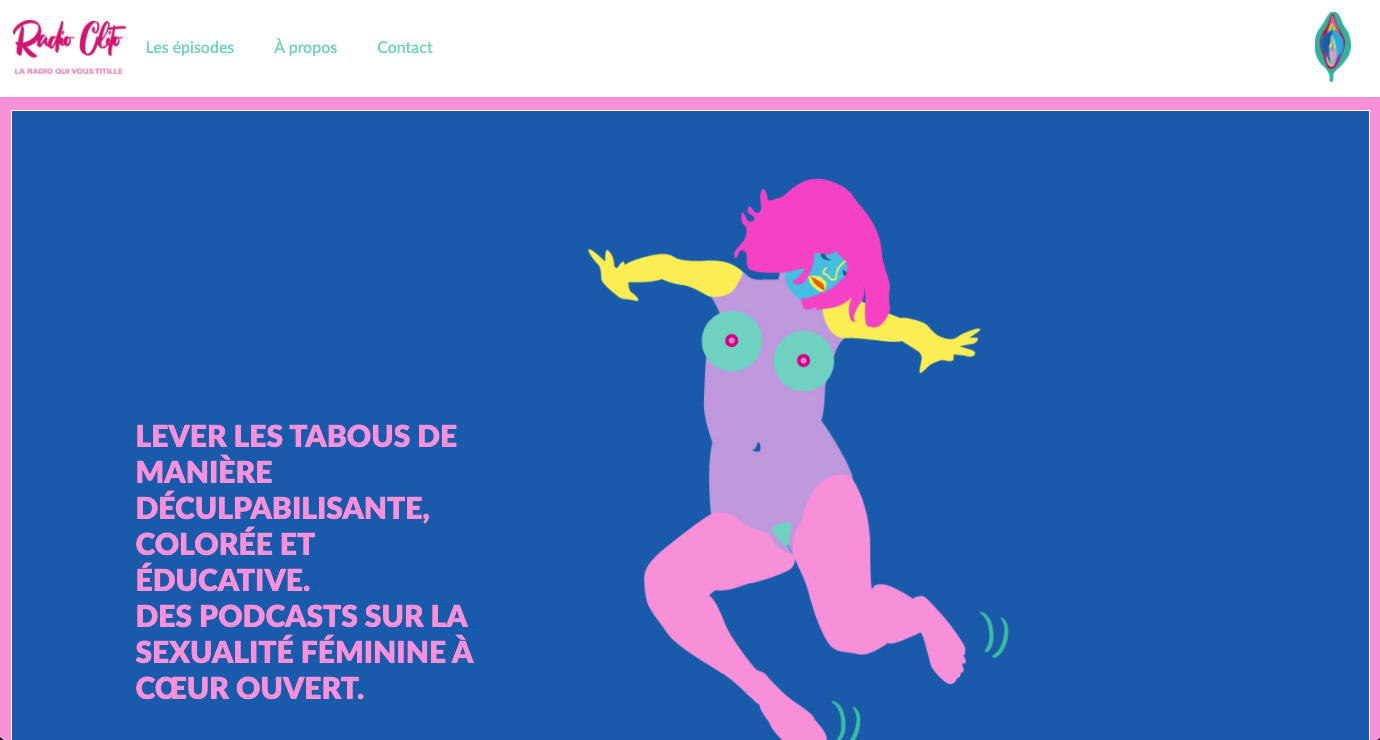 Radio Clito
LA RADIO QUI VOUS TITILLE
Les épisodes
À propos
Contact
LEVER LES TABOUS DE
MANIÈRE
DÉCULPABILISANTE,
COLORÉE ET
ÉDUCATIVE.
DES PODCASTS SUR LA
SEXUALITÉ FÉMININE À
CŒUR OUVERT.